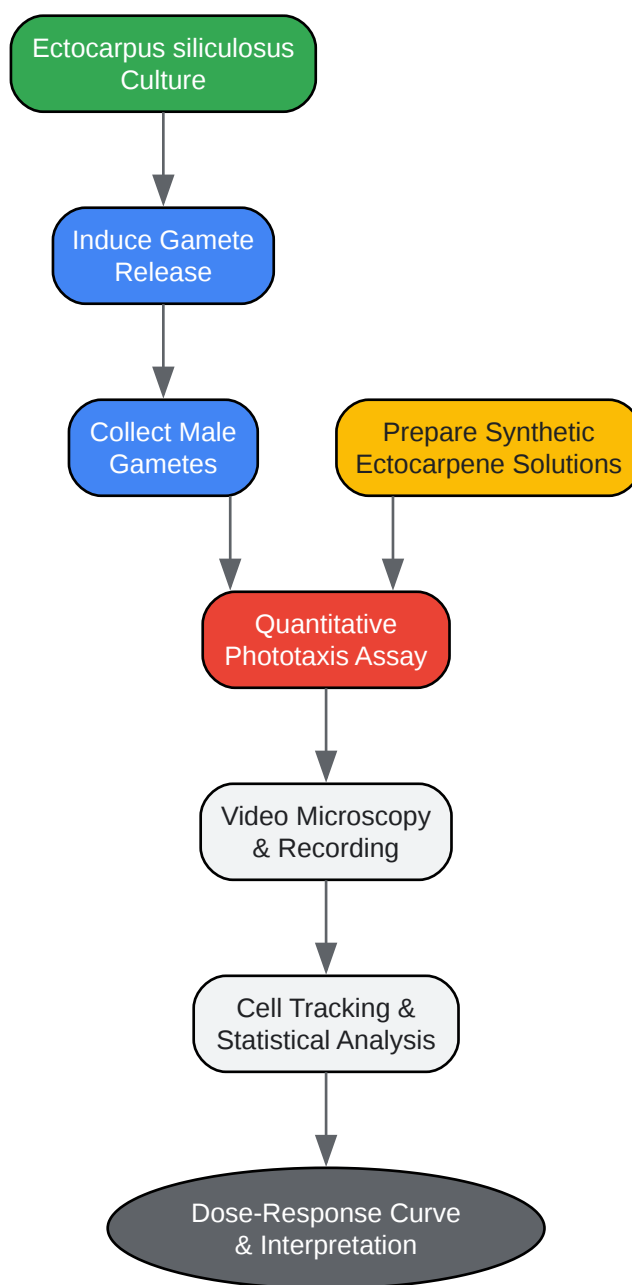 Ectocarpus siliculosus
Culture
Induce Gamete
Release
Collect Male
Gametes
Prepare Synthetic
Ectocarpene Solutions
Quantitative
Phototaxis Assay
Video Microscopy
& Recording
Cell Tracking &
Statistical Analysis
Dose-Response Curve
& Interpretation